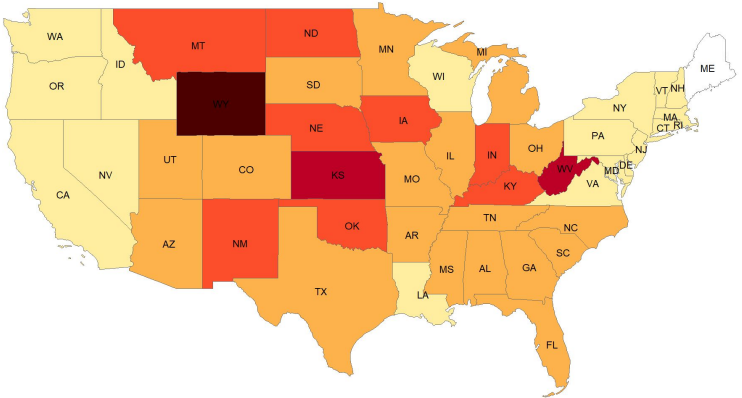 WA
MT
ND
MN
MI
ME
ID
OR
SD
WI
VT
NH
WY
NY
MA
CT
RI
NE
IA
PA
NJ
NV
UT
CO
IL
IN
OH
MD
DE
CA
KS
MO
WV
VA
KY
AZ
NM
OK
AR
TN
NC
SC
MS
AL
GA
TX
LA
FL